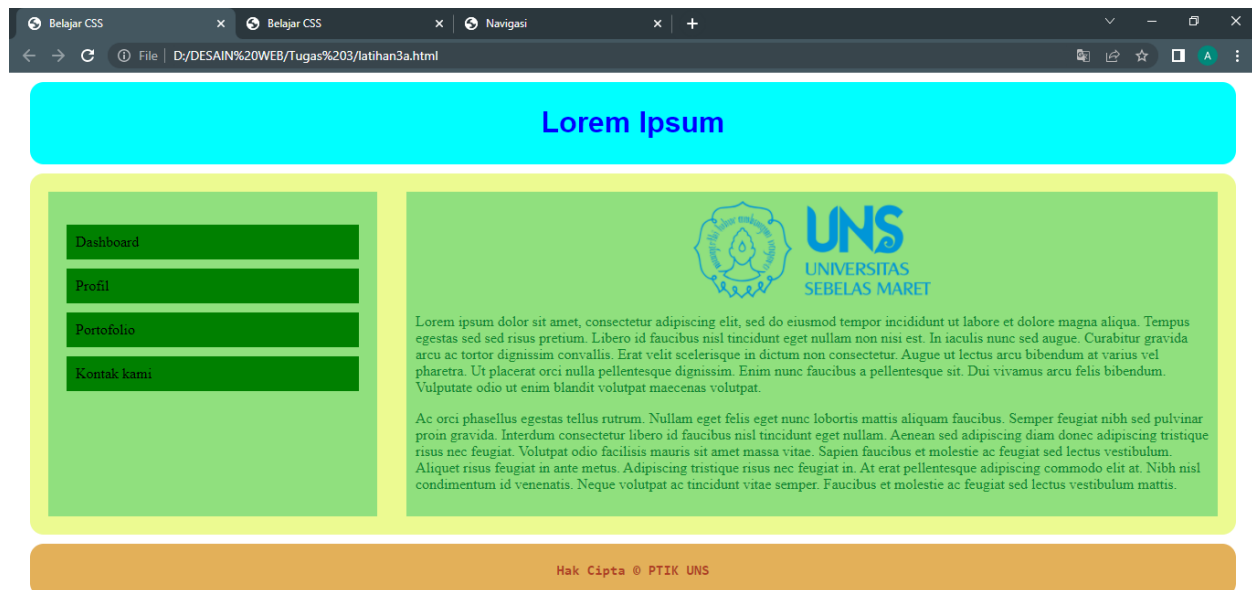 Belajar CSS
Belajar CSS
Navigasi
File
D:/DESAIN%20WEB/Tugas%203/latihan3a.html
A
Lorem Ipsum
Dashboard
Profil
Portofolio
Kontak kami
UNS
UNIVERSITAS
SEBELAS MARET
Lorem ipsum dolor sit amet, consectetur adipiscing elit, sed do eiusmod tempor incididunt ut labore et dolore magna aliqua. Tempus
egestas sed sed risus pretium. Libero id faucibus nisl tincidunt eget nullam non nisi est. In iaculis nunc sed augue. Curabitur gravida
arcu ac tortor dignissim convallis. Erat velit scelerisque in dictum non consectetur. Augue ut lectus arcu bibendum at varius vel
pharetra. Ut placerat orci nulla pellentesque dignissim. Enim nunc faucibus a pellentesque sit. Dui vivamus arcu felis bibendum.
Vulputate odio ut enim blandit volutpat maecenas volutpat.
Ac orci phasellus egestas tellus rutrum. Nullam eget felis eget nunc lobortis mattis aliquam faucibus. Semper feugiat nibh sed pulvinar
proin gravida. Interdum consectetur libero id faucibus nisl tincidunt eget nullam. Aenean sed adipiscing diam donec adipiscing tristique
risus nec feugiat. Volutpat odio facilisis mauris sit amet massa vitae. Sapien faucibus et molestie ac feugiat sed lectus vestibulum.
Aliquet risus feugiat in ante metus. Adipiscing tristique risus nec feugiat in. At erat pellentesque adipiscing commodo elit at. Nibh nisl
condimentum id venenatis. Neque volutpat ac tincidunt vitae semper. Faucibus et molestie ac feugiat sed lectus vestibulum mattis.
Hak Cipta © PTIK UNS